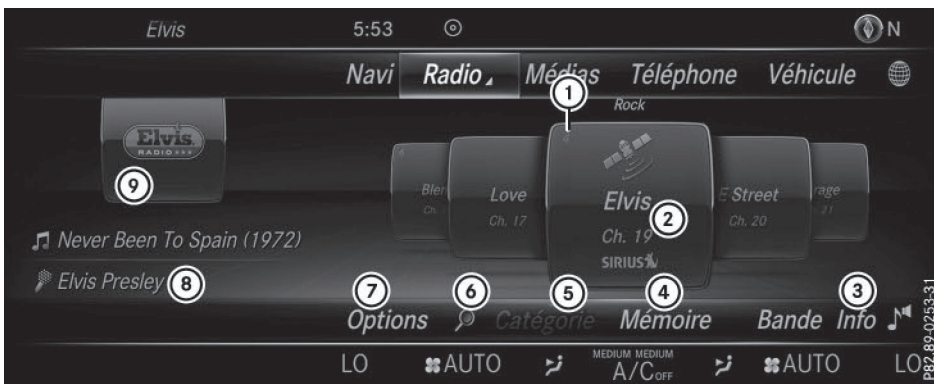 Elvis 5:53 N
Navi Radio Médias Téléphone Véhicule
1
Rock
Elvis
RADIO
9
Love
Ch. 17
Elvis
2
Ch. 19
SIRIUS
E Street
Ch. 20
rage
21
Never Been To Spain (1972)
Elvis Presley 8
7 6 5 4 3
Options Catégorie Mémoire Bande Info
LO AUTO MEDIUM MEDIUM AUTO LO
A/C OFF
P82.89-0253-31